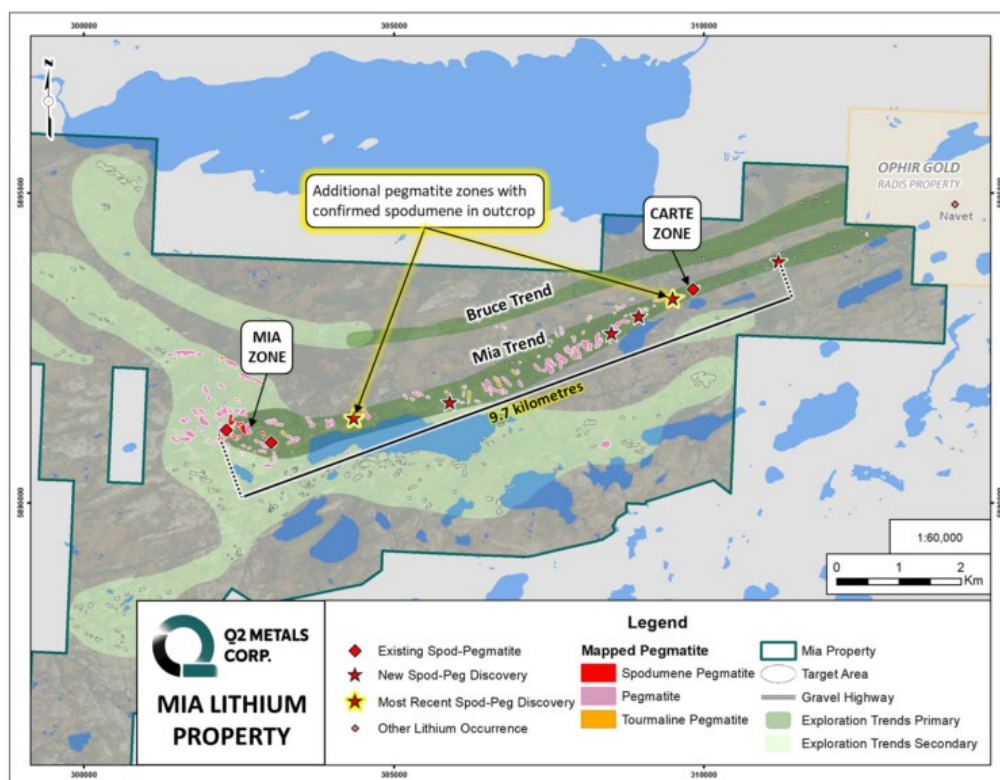 300000
305000
310000
N
5895000
OPHIR GOLD
RADIS PROPERTY
Navet
Additional pegmatite zones with
confirmed spodumene in outcrop
CARTE
ZONE
Bruce Trend
Mia Trend
MIA
ZONE
9.7 kilometres
5890000
1:60,000
0 1 2
Km
Q2 METALS
CORP.
MIA LITHIUM
PROPERTY
Legend
Existing Spod-Pegmatite
New Spod-Peg Discovery
Most Recent Spod-Peg Discovery
Other Lithium Occurrence
Mapped Pegmatite
Spodumene Pegmatite
Pegmatite
Tourmaline Pegmatite
Mia Property
Target Area
Gravel Highway
Exploration Trends Primary
Exploration Trends Secondary
300000
305000
310000